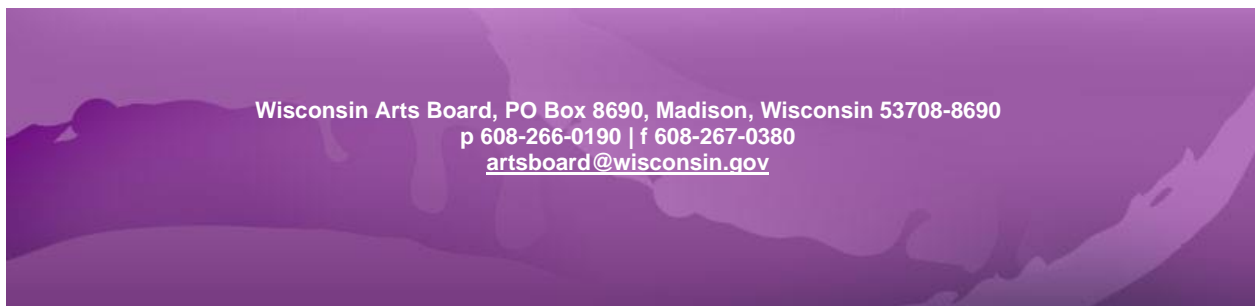 Wisconsin Arts Board, PO Box 8690, Madison, Wisconsin 53708-8690
p 608-266-0190 | f 608-267-0380
artsboard@wisconsin.gov